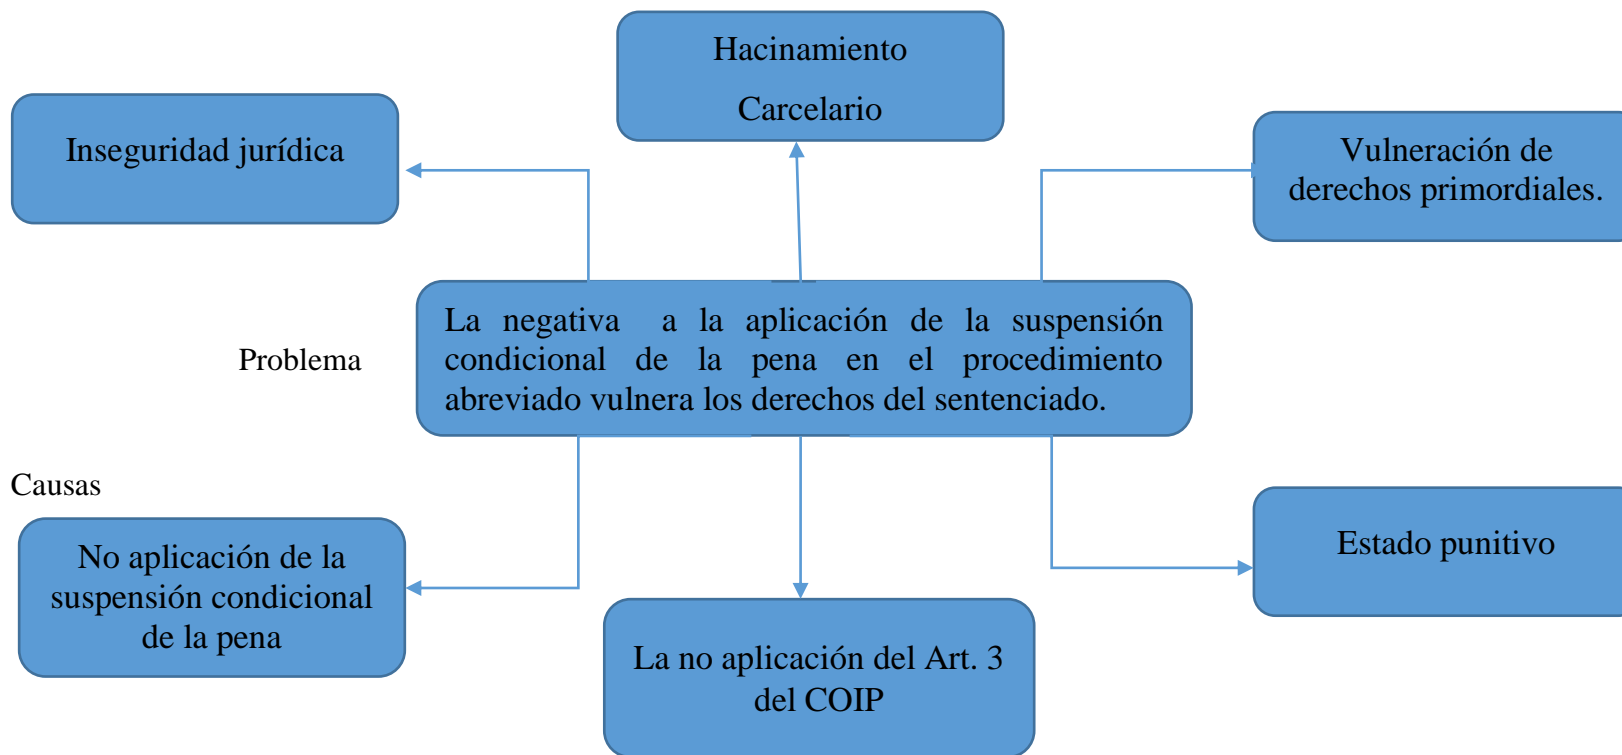 Hacinamiento
Carcelario
Inseguridad jurídica
Vulneración de
derechos primordiales.
La negativa a la aplicación de la suspensión
condicional de la pena en el procedimiento
abreviado vulnera los derechos del sentenciado.
Problema
Causas
No aplicación de la
suspensión condicional
de la pena
La no aplicación del Art. 3
del COIP
Estado punitivo